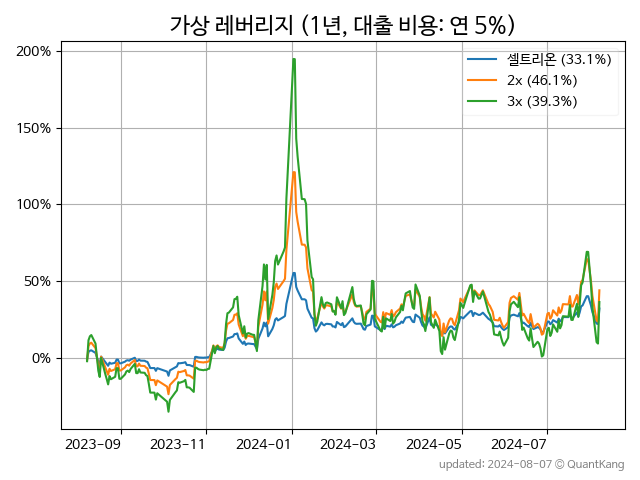 가상 레버리지 (1년, 대출 비용: 연 5%)
200%
150%
100%
50%
0%
셀트리온 (33.1%)
2x (46.1%)
3x (39.3%)
2023-09
2023-11
2024-01
2024-03
2024-05
2024-07
updated: 2024-08-07 © QuantKang